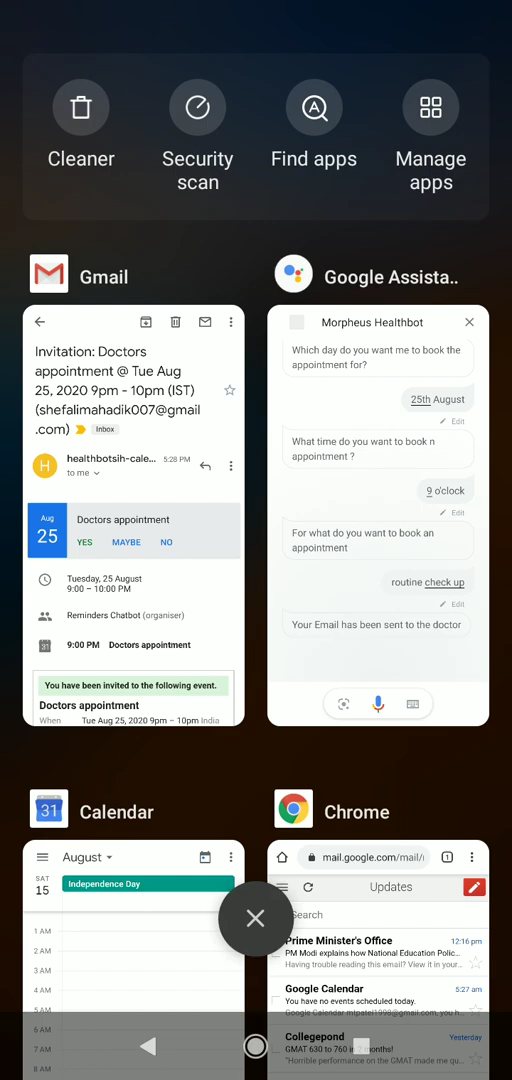 Cleaner
Security
scan
Find apps
Manage
apps
Gmail
Invitation: Doctors
appointment @ Tue Aug
25, 2020 9pm - 10pm (IST)
(shefalimahadik007@gmail
.com)
Inbox
healthbotsih-cale...
5:28 PM
to me
H
Aug
25
Doctors appointment
YES
MAYBE
NO
Tuesday, 25 August
9:00 – 10:00 PM
Reminders Chatbot (organiser)
31
9:00 PM Doctors appointment
You have been invited to the following event.
Doctors appointment
When Tue Aug 25, 2020 9pm – 10pm India
Google Assista..
Morpheus Healthbot
Which day do you want me to book the
appointment for?
25th August
Edit
What time do you want to book n
appointment ?
9 o'clock
Edit
For what do you want to book an
appointment
routine check up
Edit
Your Email has been sent to the doctor
31
Calendar
August
SAT
15
Independence Day
1 AM
2 AM
3 AM
4 AM
5 AM
6 AM
7 AM
8 AM
Chrome
mail.google.com/mail/
1
Updates
Search
Prime Minister's Office
12:16 pm
PM Modi explains how National Education Polic...
Having trouble reading this email? View it in your...
Google Calendar
5:27 am
You have no events scheduled today.
Google Calendar mtpatel1998@gmail.com, you h...
Collegepond
Yesterday
GMAT 630 to 760 in 2 months!
"Horrible performance on the GMAT made me qu...